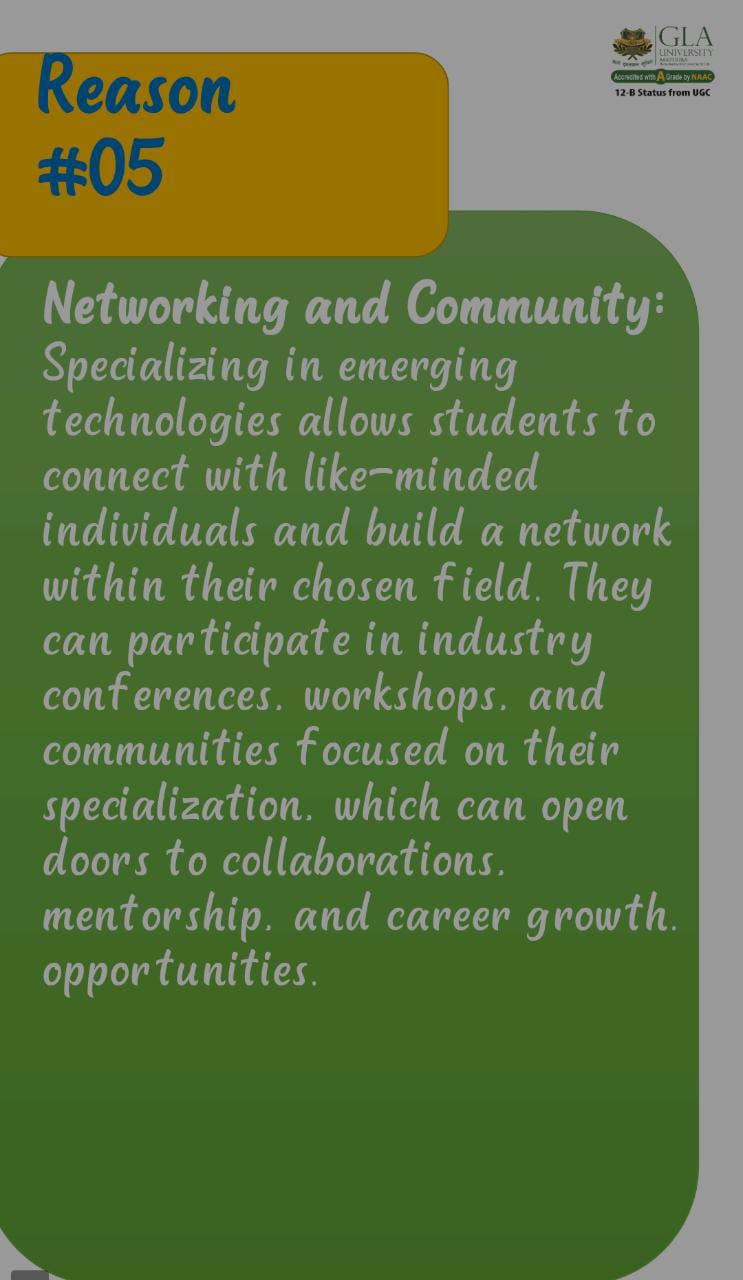 GLA
UNIVERSITY
MATHURA
Accredited with A Grade by NAAC
12-B Status from UGC
Reason
#05
Networking and Community:
Specializing in emerging
technologies allows students to
connect with like-minded
individuals and build a network
within their chosen field. They
can participate in industry
conferences, workshops, and
communities focused on their
specialization, which can open
doors to collaborations,
mentorship, and career growth.
opportunities.